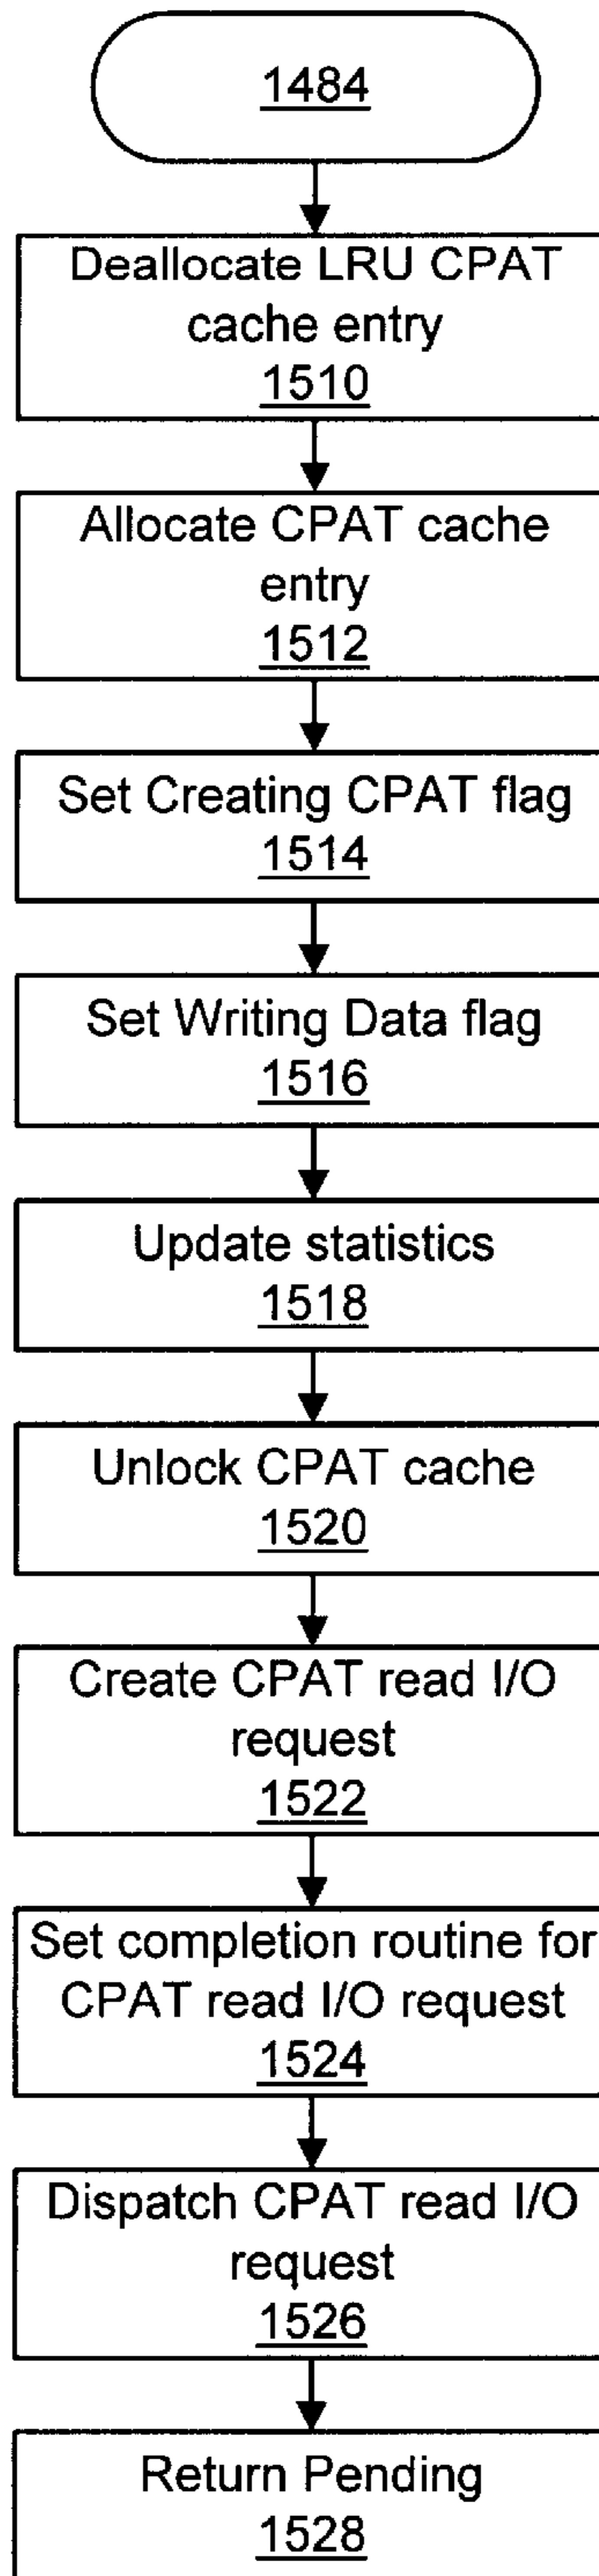 1484
Deallocate LRU CPAT
cache entry
1510
Allocate CPAT cache
entry
1512
Set Creating CPAT flag
1514
Set Writing Data flag
1516
Update statistics
1518
Unlock CPAT cache
1520
Create CPAT read I/O
request
1522
Set completion routine for
CPAT read I/O request
1524
Dispatch CPAT read I/O
request
1526
Return Pending
1528